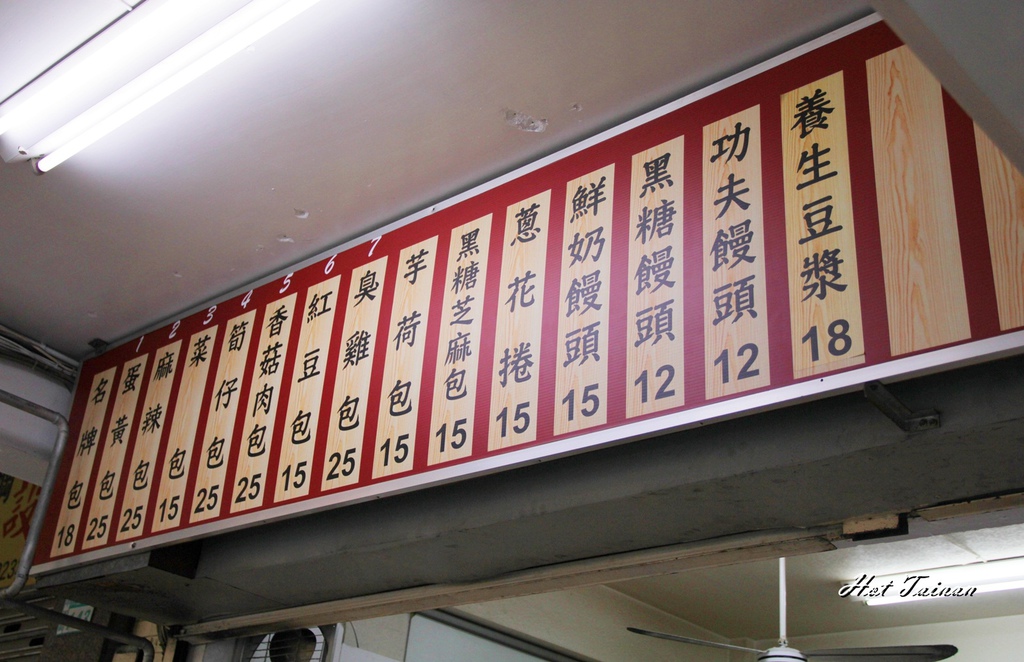 1 2 3 4 5 6 7
名牌包 18
蛋黃包 25
麻辣包 25
菜包 15
筍仔包 25
香菇肉包 25
紅豆包 15
臭雞包 25
芋荷包 15
黑糖芝麻包 15
蔥花捲 15
鮮奶饅頭 15
黑糖饅頭 12
功夫饅頭 12
養生豆漿 18
Hot Tainan